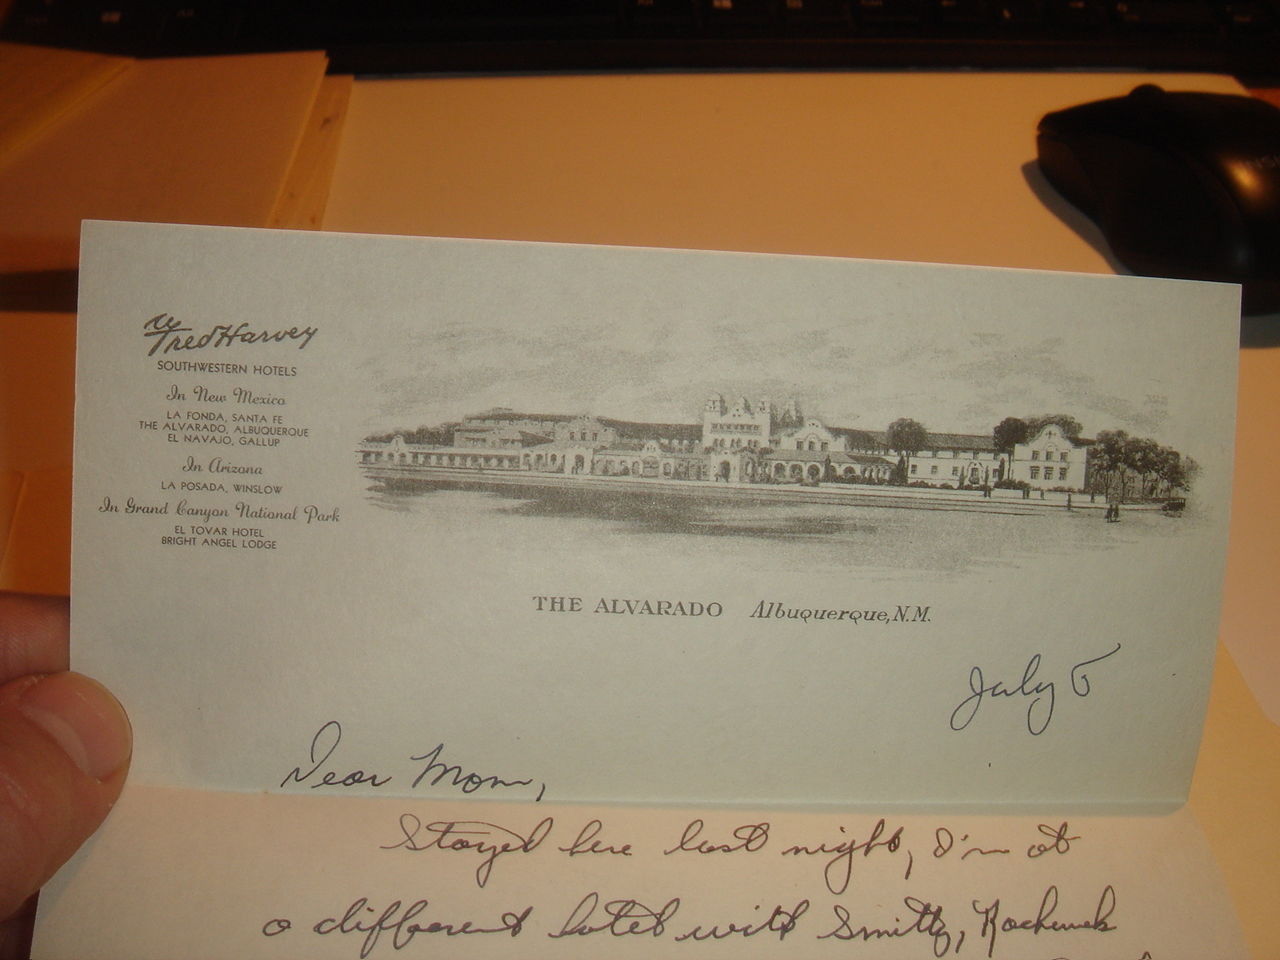 Fred Harvey
SOUTHWESTERN HOTELS
In New Mexico
LA FONDA, SANTA FE
THE ALVARADO, ALBUQUERQUE
EL NAVAJO, GALLUP
In Arizona
LA POSADA, WINSLOW
In Grand Canyon National Park
EL TOVAR HOTEL
BRIGHT ANGEL LODGE
THE ALVARADO Albuquerque, N.M.
July 5
Dear Mom,
Stayed here last night, I'm at
a different hotel with Smitty,